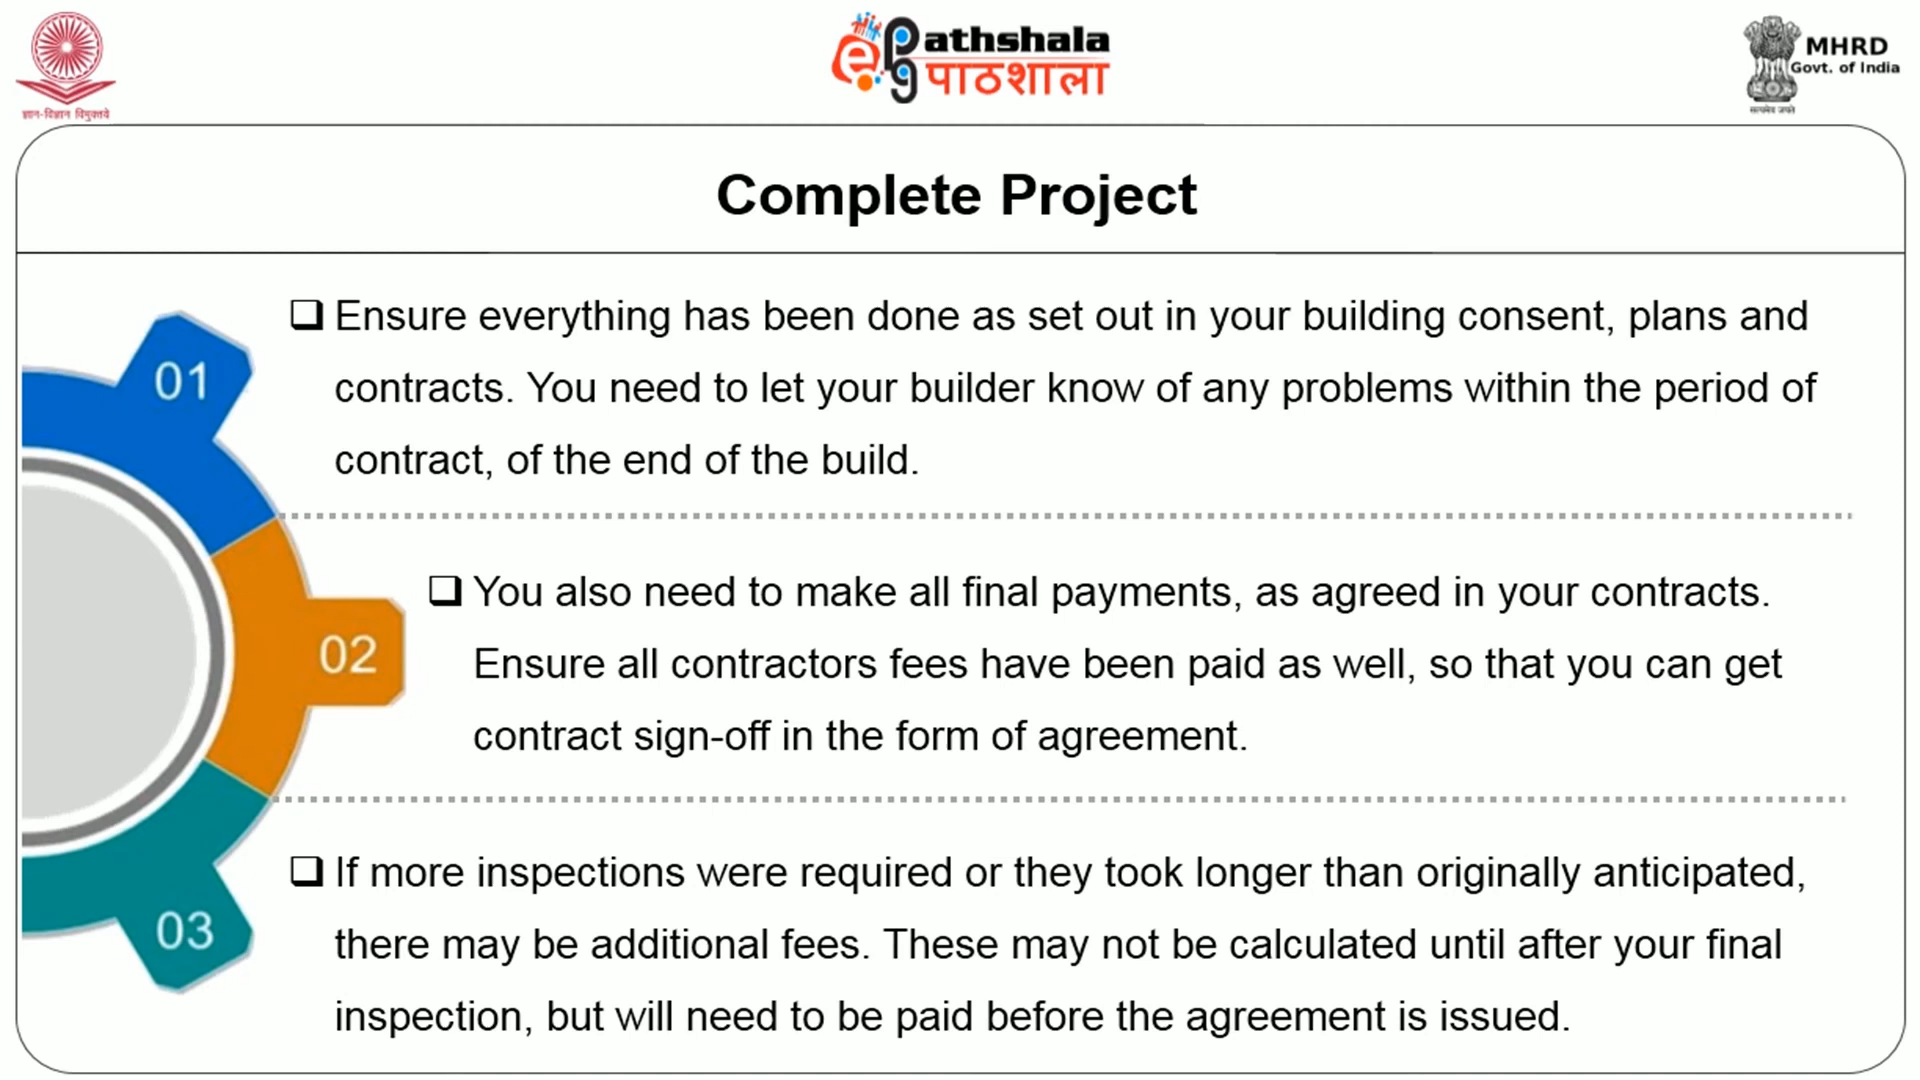 ज्ञान-विज्ञान विमुक्तये
ePG Pathshala
पाठशाला
MHRD
Govt. of India
सत्यमेव जयते
Complete Project
01
❑ Ensure everything has been done as set out in your building consent, plans and
contracts. You need to let your builder know of any problems within the period of
contract, of the end of the build.
02
❑ You also need to make all final payments, as agreed in your contracts.
Ensure all contractors fees have been paid as well, so that you can get
contract sign-off in the form of agreement.
03
❑ If more inspections were required or they took longer than originally anticipated,
there may be additional fees. These may not be calculated until after your final
inspection, but will need to be paid before the agreement is issued.